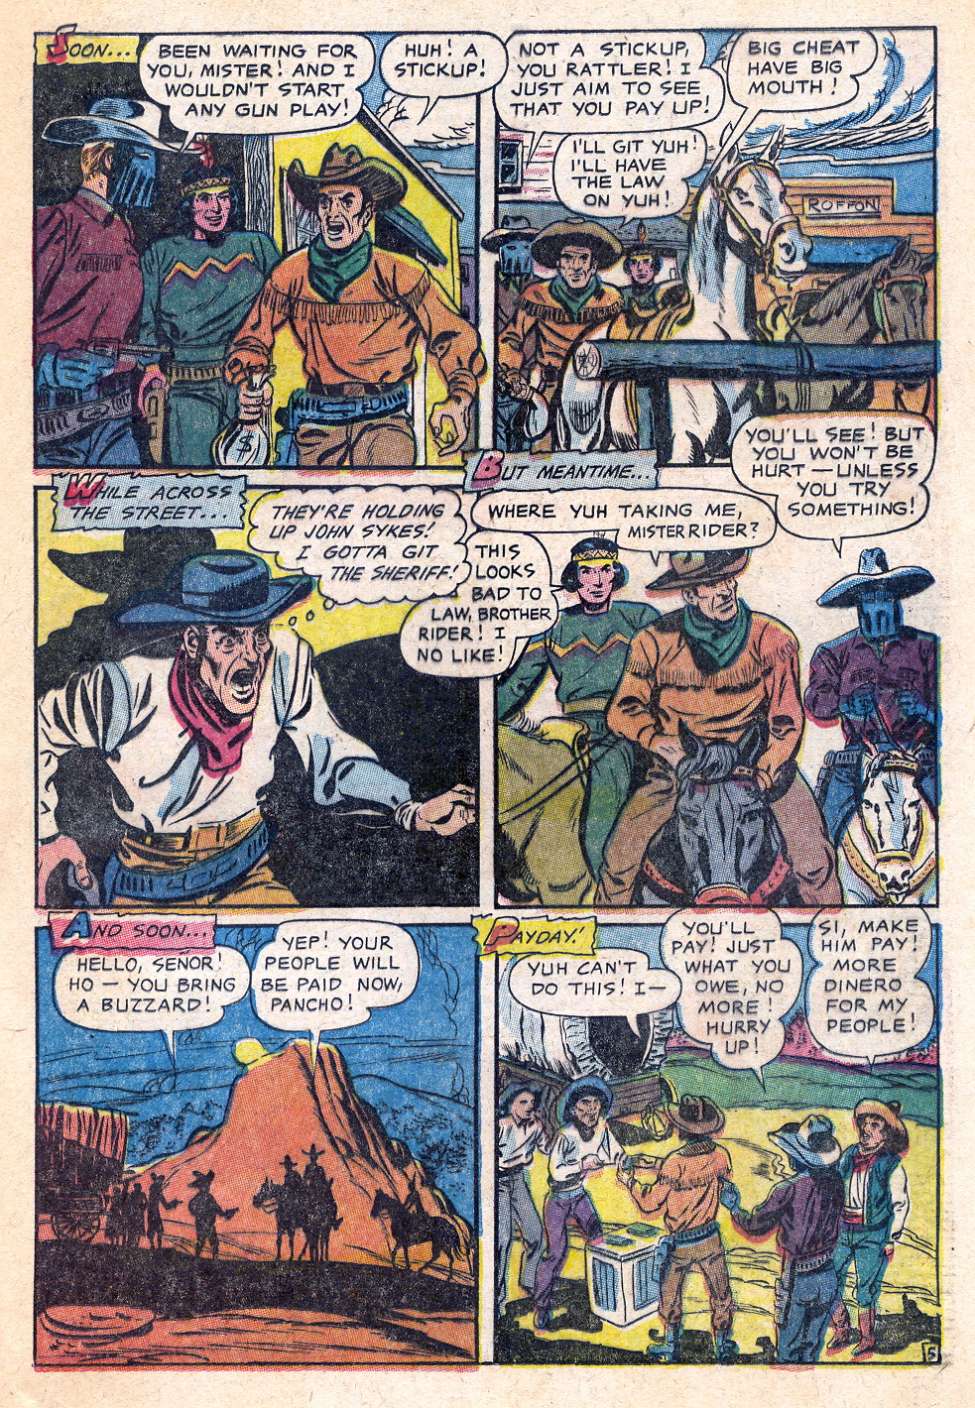 SOON...
BEEN WAITING FOR
YOU, MISTER! AND I
WOULDN'T START
ANY GUN PLAY!
HUH! A
STICKUP!
$
NOT A STICKUP,
YOU RATTLER! I
JUST AIM TO SEE
THAT YOU PAY UP!
BIG CHEAT
HAVE BIG
MOUTH!
I'LL GIT YUH!
I'LL HAVE
THE LAW
ON YUH!
ROFFON
WHILE ACROSS
THE STREET...
THEY'RE HOLDING
UP JOHN SYKES!
I GOTTA GIT
THE SHERIFF!
BUT MEANTIME...
WHERE YUH TAKING ME,
MISTER RIDER?
YOU'LL SEE! BUT
YOU WON'T BE
HURT — UNLESS
YOU TRY
SOMETHING!
THIS
LOOKS
BAD TO
LAW, BROTHER
RIDER! I
NO LIKE!
AND SOON...
HELLO, SEÑOR!
HO — YOU BRING
A BUZZARD!
YEP! YOUR
PEOPLE WILL
BE PAID NOW,
PANCHO!
PAYDAY!
YUH CAN'T
DO THIS! I—
YOU'LL
PAY! JUST
WHAT YOU
OWE, NO
MORE!
HURRY
UP!
SI, MAKE
HIM PAY!
MORE
DINERO
FOR MY
PEOPLE!
5